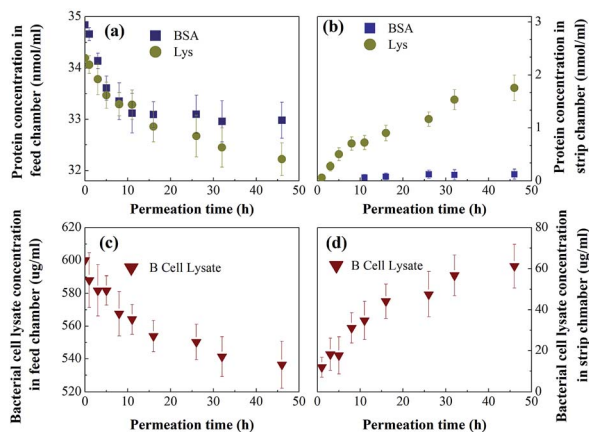 (a)
BSA
Lys
35
34
33
32
0 10 20 30 40 50
Permeation time (h)
Protein concentration in
feed chamber (nmol/ml)
(b)
BSA
Lys
3
2
1
0
0 10 20 30 40 50
Permeation time (h)
Protein concentration in
strip chamber (nmol/ml)
(c)
B Cell Lysate
620
600
580
560
540
520
0 10 20 30 40 50
Permeation time (h)
Bacterial cell lysate concentration
in feed chamber (ug/ml)
(d)
B Cell Lysate
80
60
40
20
0
0 10 20 30 40 50
Permeation time (h)
Bacterial cell lysate concentration
in strip chmaber (ug/ml)